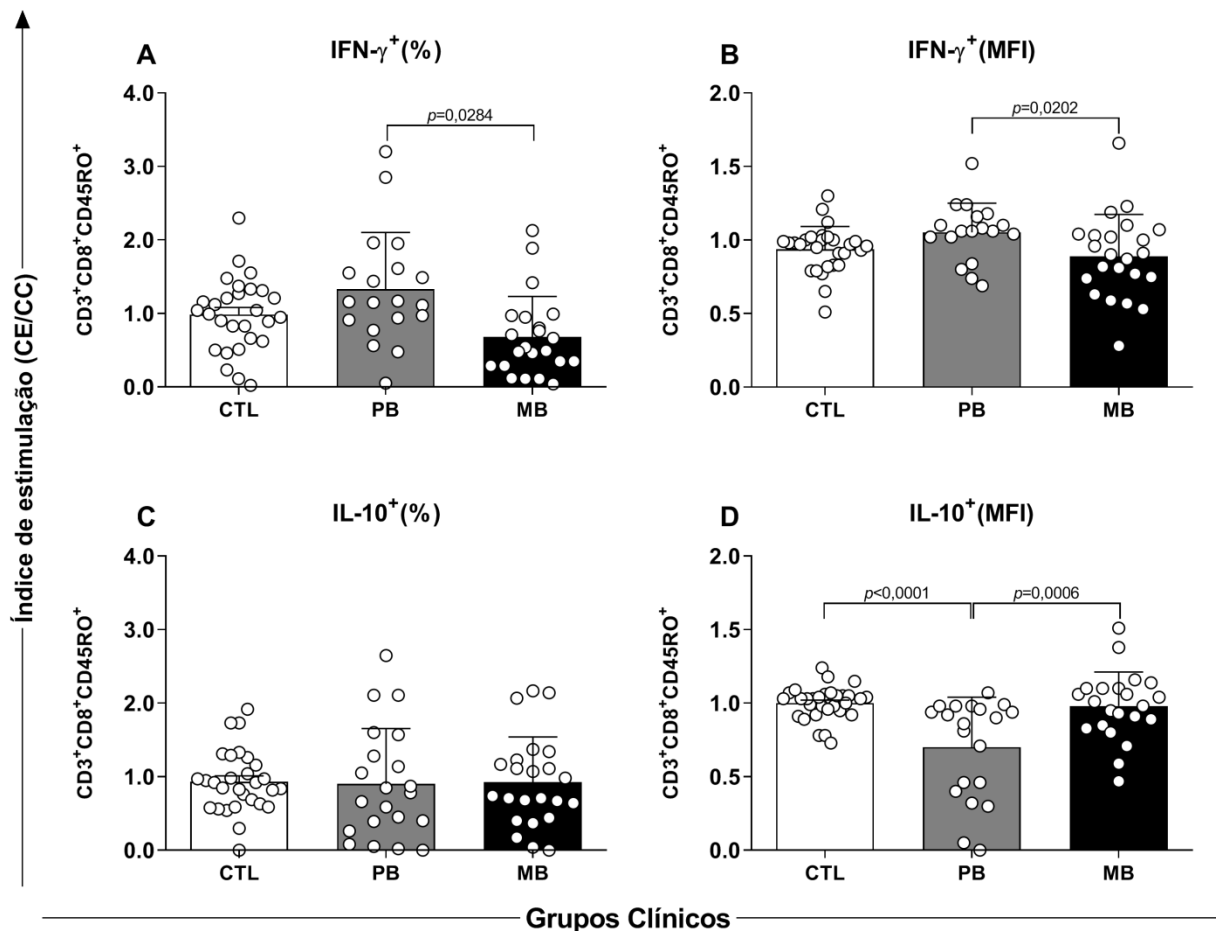 Índice de estimulação (CE/CC)
A
IFN-γ⁺(%)
CD3⁺CD8⁺CD45RO⁺
4.0
3.0
2.0
1.0
0.0
p=0,0284
CTL PB MB
B
IFN-γ⁺(MFI)
CD3⁺CD8⁺CD45RO⁺
2.0
1.5
1.0
0.5
0.0
p=0,0202
CTL PB MB
C
IL-10⁺(%)
CD3⁺CD8⁺CD45RO⁺
4.0
3.0
2.0
1.0
0.0
CTL PB MB
D
IL-10⁺(MFI)
CD3⁺CD8⁺CD45RO⁺
2.0
1.5
1.0
0.5
0.0
p<0,0001 p=0,0006
CTL PB MB
Grupos Clínicos